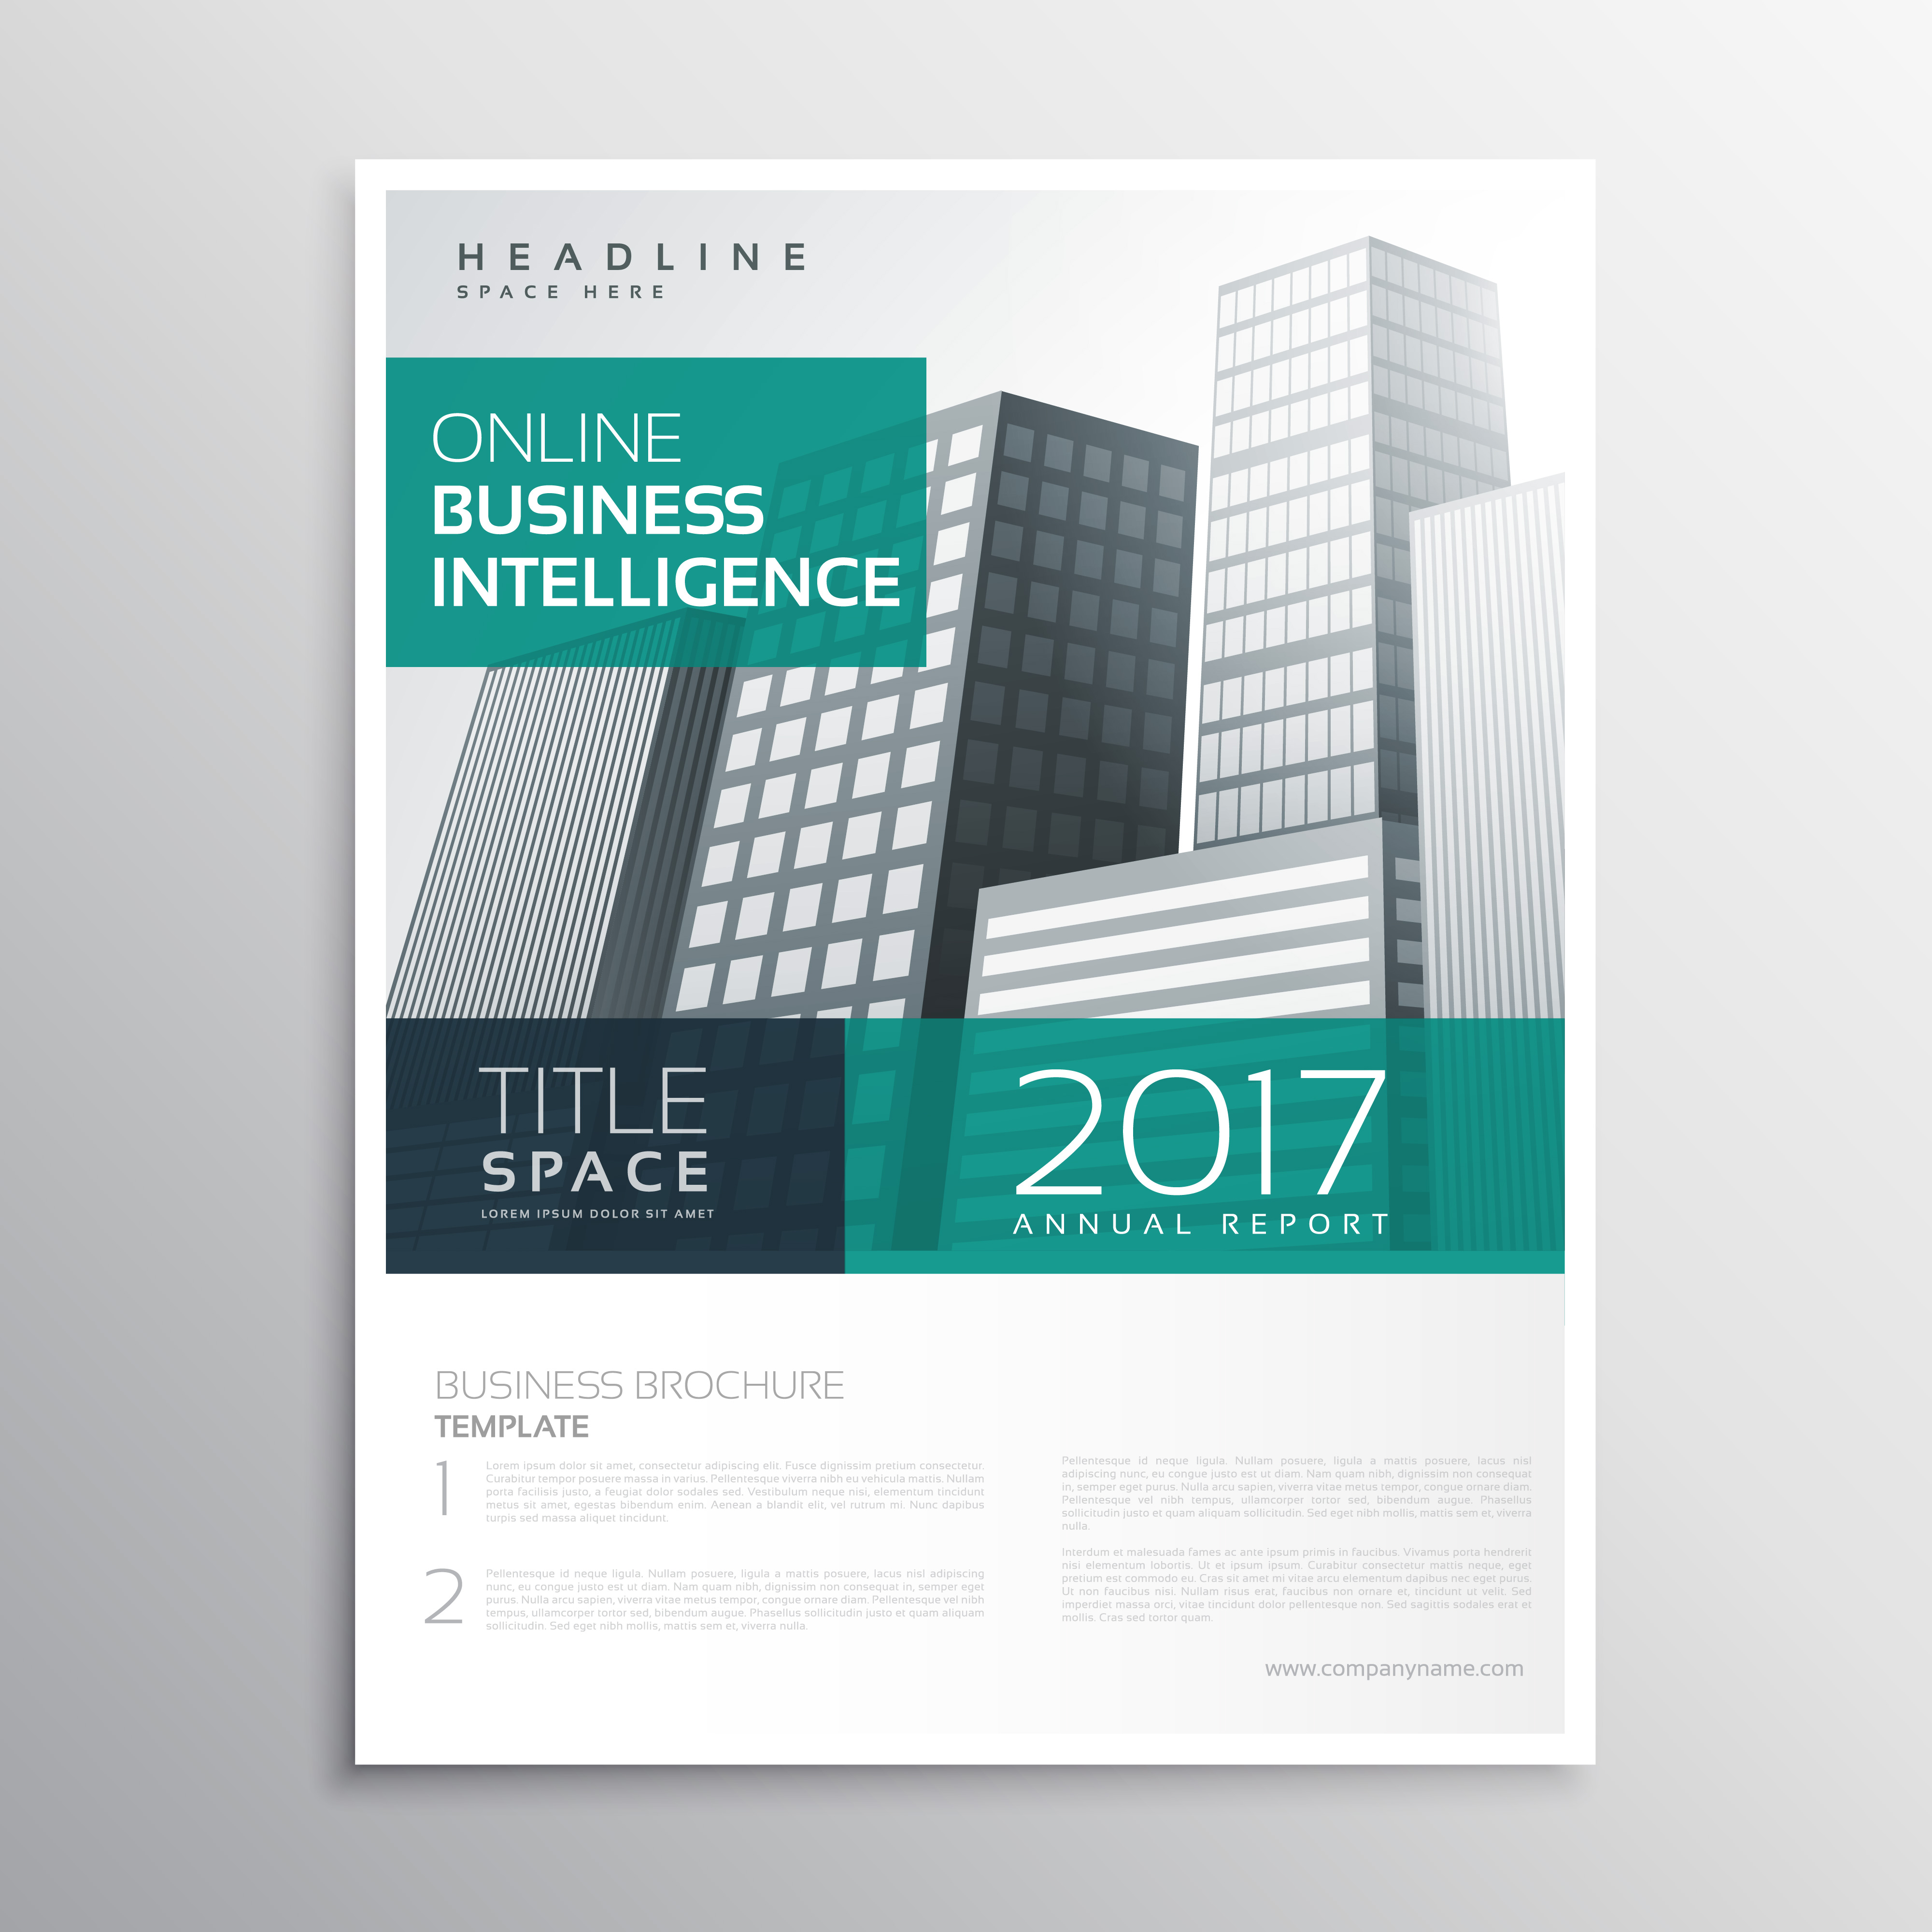 HEADLINE
SPACE HERE
ONLINE
BUSINESS
INTELLIGENCE
TITLE
SPACE
LOREM IPSUM DOLOR SIT AMET
2017
ANNUAL REPORT
BUSINESS BROCHURE
TEMPLATE
1
Lorem ipsum dolor sit amet, consectetur adipiscing elit. Fusce dignissim pretium consectetur.
Curabitur tempor posuere massa in varius. Pellentesque viverra nibh eu vehicula mattis. Nullam
porta facilisis justo, a feugiat dolor sodales sed. Vestibulum neque nisi, elementum tincidunt
metus sit amet, egestas bibendum enim. Aenean a blandit elit, vel rutrum mi. Nunc dapibus
turpis sed massa aliquet tincidunt.
2
Pellentesque id neque ligula. Nullam posuere, ligula a mattis posuere, lacus nisl adipiscing
nunc, eu congue justo est ut diam. Nam quam nibh, dignissim non consequat in, semper eget
purus. Nulla arcu sapien, viverra vitae metus tempor, congue ornare diam. Pellentesque vel nibh
tempus, ullamcorper tortor sed, bibendum augue. Phasellus sollicitudin justo et quam aliquam
sollicitudin. Sed eget nibh mollis, mattis sem et, viverra nulla.
Pellentesque id neque ligula. Nullam posuere, ligula a mattis posuere, lacus nisl
adipiscing nunc, eu congue justo est ut diam. Nam quam nibh, dignissim non consequat
in, semper eget purus. Nulla arcu sapien, viverra vitae metus tempor, congue ornare diam.
Pellentesque vel nibh tempus, ullamcorper tortor sed, bibendum augue. Phasellus
sollicitudin justo et quam aliquam sollicitudin. Sed eget nibh mollis, mattis sem et, viverra
nulla.
Interdum et malesuada fames ac ante ipsum primis in faucibus. Vivamus porta hendrerit
nisi elementum lobortis. Ut et ipsum ipsum. Curabitur consectetur mattis neque, eget
pretium est commodo eu. Cras sit amet mi vitae arcu elementum dapibus nec eget purus.
Ut non faucibus nisi. Nullam risus erat, faucibus non ornare et, tincidunt ut velit. Sed
imperdiet massa orci, vitae tincidunt dolor pellentesque non. Sed sagittis sodales erat et
mollis. Cras sed tortor quam.
www.companyname.com